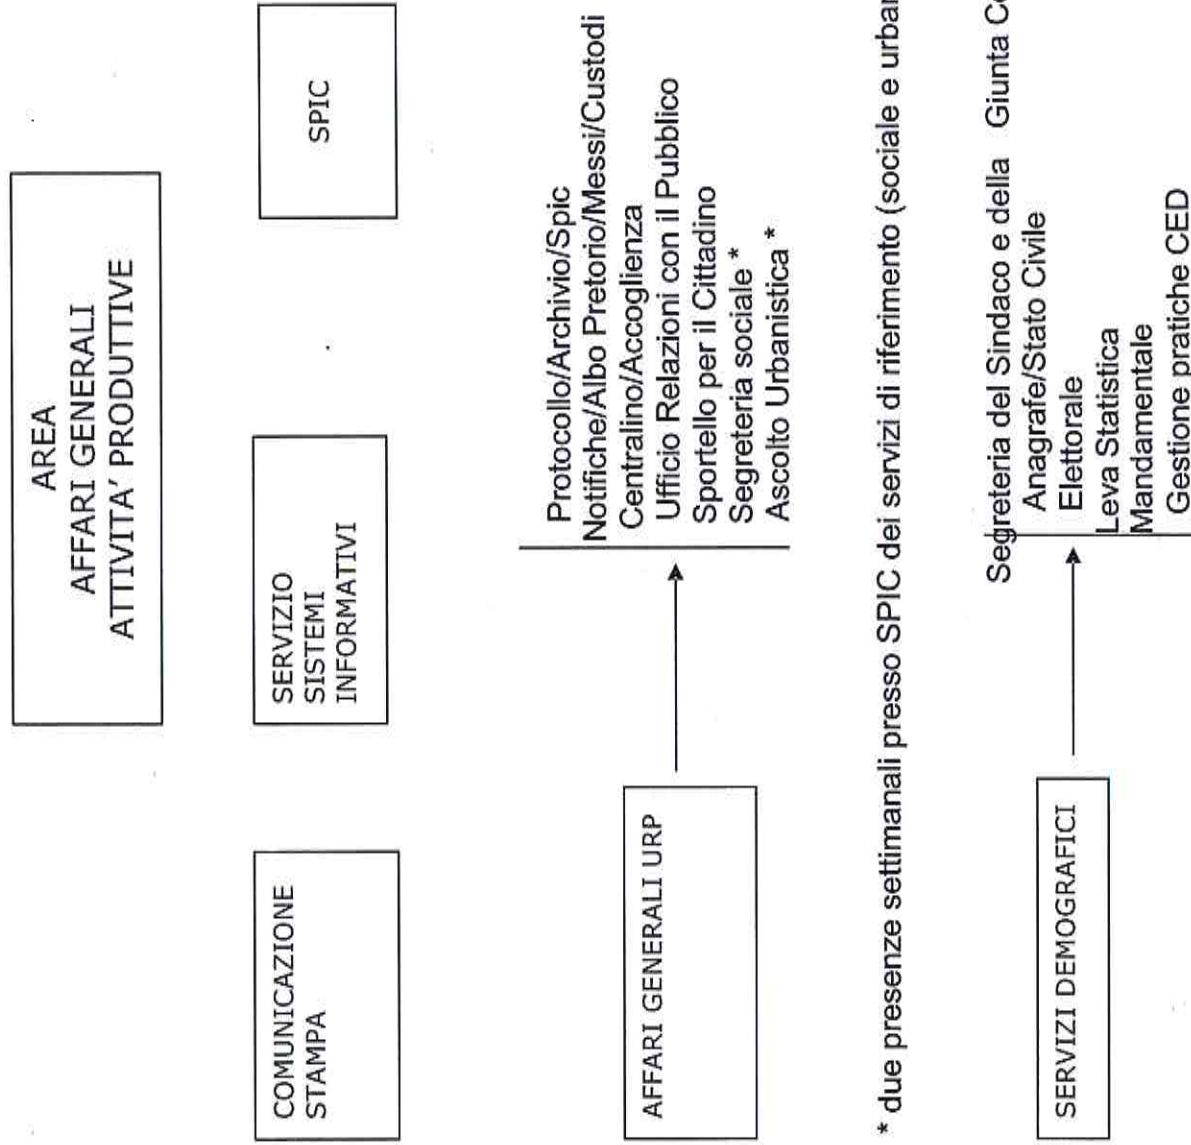 AREA
AFFARI GENERALI
ATTIVITA' PRODUTTIVE
COMUNICAZIONE
STAMPA
SERVIZIO
SISTEMI
INFORMATIVI
SPIC
AFFARI GENERALI URP
Protocollo/Archivio/Spic
Notifiche/Albo Pretorio/Messi/Custodi
Centralino/Accoglienza
Ufficio Relazioni con il Pubblico
Sportello per il Cittadino
Segreteria sociale *
Ascolto Urbanistica *
* due presenze settimanali presso SPIC dei servizi di riferimento (sociale e
SERVIZI DEMOGRAFICI
Segreteria del Sindaco e della Giunta
Anagrafe/Stato Civile
Elettorale
Leva Statistica
Mandamentale
Gestione pratiche CED